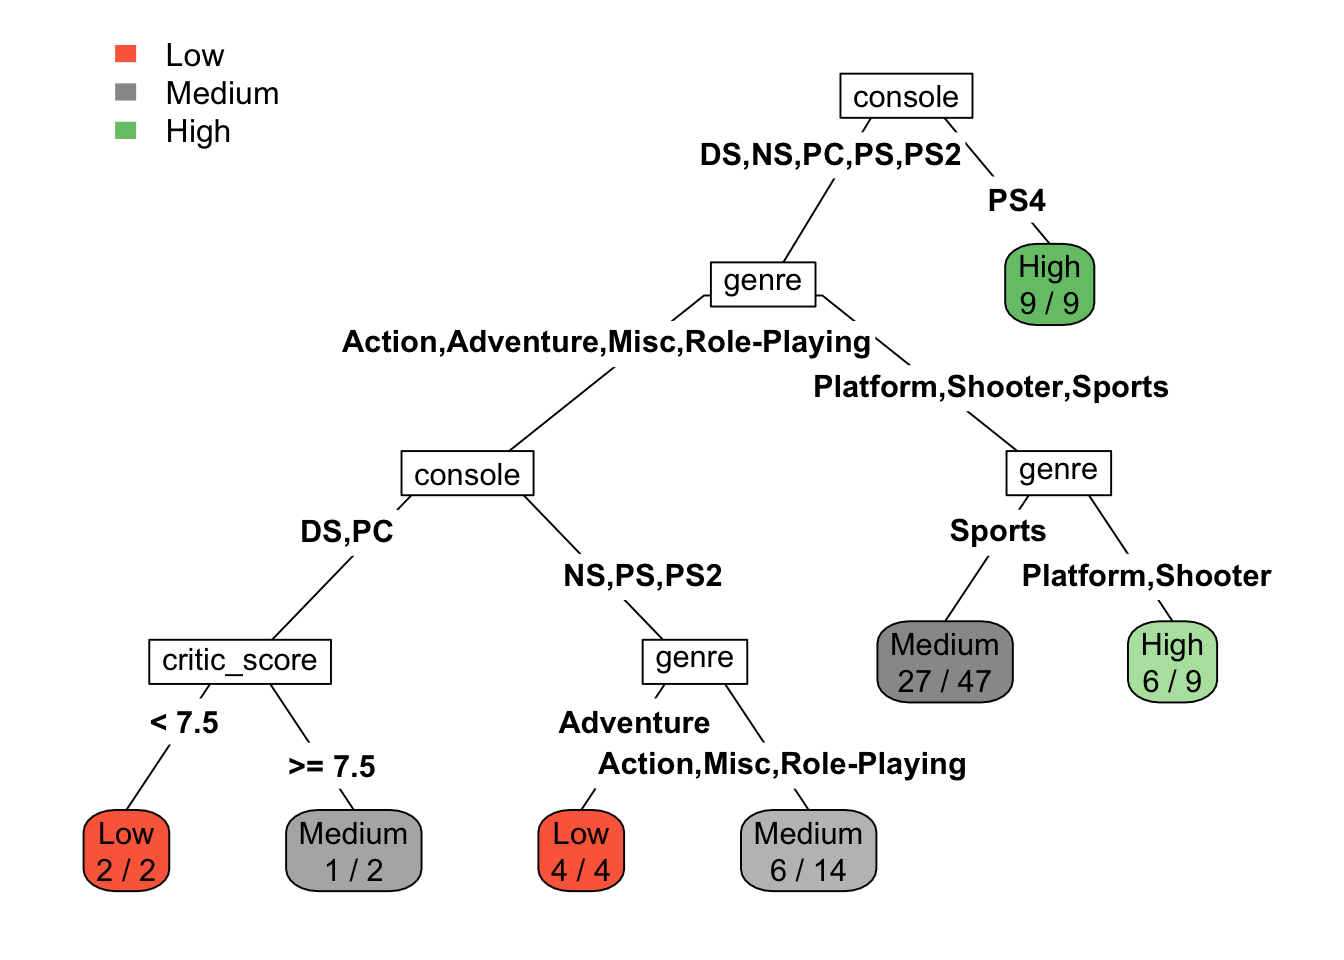 Low
Medium
High
console
DS,NS,PC,PS,PS2
PS4
genre
High
9 / 9
Action,Adventure,Misc,Role-Playing
Platform,Shooter,Sports
console
genre
DS,PC
NS,PS,PS2
Sports
Platform,Shooter
critic_score
genre
Medium
27 / 47
High
6 / 9
< 7.5
>= 7.5
Adventure
Action,Misc,Role-Playing
Low
2 / 2
Medium
1 / 2
Low
4 / 4
Medium
6 / 14